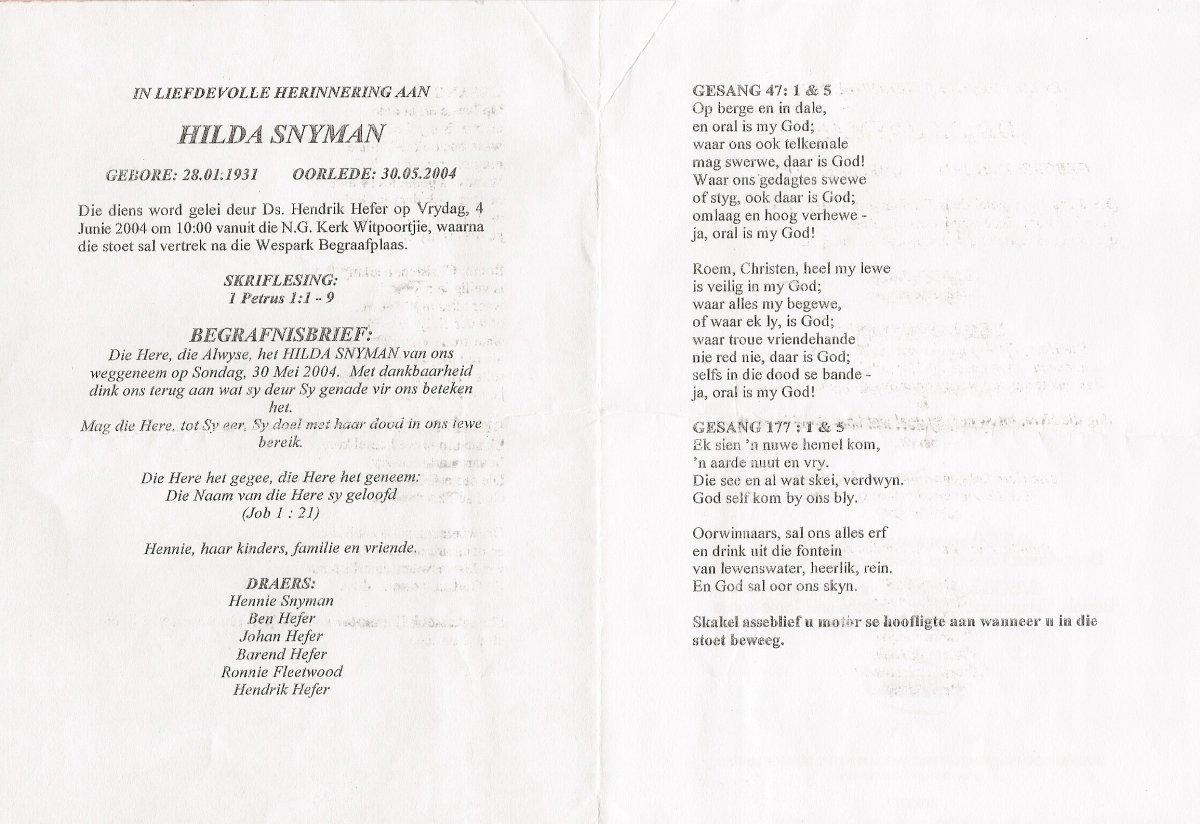 IN LIEFDEVOLLE HERINNERING AAN
HILDA SNYMAN
GEBORE: 28.01.1931 OORLEDE: 30.05.2004
Die diens word gelei deur Ds. Hendrik Hefer op Vrydag, 4
Junie 2004 om 10:00 vanuit die N.G. Kerk Witpoortjie, waarna
die stoet sal vertrek na die Wespark Begraafplaas.
SKRIFLESING:
1 Petrus 1:1 - 9
BEGRAFNISBRIEF:
Die Here, die Alwyse, het HILDA SNYMAN van ons
weggeneem op Sondag, 30 Mei 2004. Met dankbaarheid
dink ons terug aan wat sy deur Sy genade vir ons beteken
het.
Mag die Here, tot Sy eer, Sy doel met haar dood in ons lewe
bereik.
Die Here het gegee, die Here het geneem:
Die Naam van die Here sy geloofd
(Job 1 : 21)
Hennie, haar kinders, familie en vriende.
DRAERS:
Hennie Snyman
Ben Hefer
Johan Hefer
Barend Hefer
Ronnie Fleetwood
Hendrik Hefer
GESANG 47: 1 & 5
Op berge en in dale,
en oral is my God;
waar ons ook telkemale
mag swerwe, daar is God!
Waar ons gedagtes swewe
of styg, ook daar is God;
omlaag en hoog verhewe -
ja, oral is my God!
Roem, Christen, heel my lewe
is veilig in my God;
waar alles my begewe,
of waar ek ly, is God;
waar troue vriendehande
nie red nie, daar is God;
selfs in die dood se bande -
ja, oral is my God!
GESANG 177 : 1 & 5
Ek sien 'n nuwe hemel kom,
'n aarde nuut en vry.
Die see en al wat skei, verdwyn.
God self kom by ons bly.
Oorwinnaars, sal ons alles erf
en drink uit die fontein
van lewenswater, heerlik, rein.
En God sal oor ons skyn.
Skakel asseblief u motor se hoofligte aan wanneer u in die
stoet beweeg.